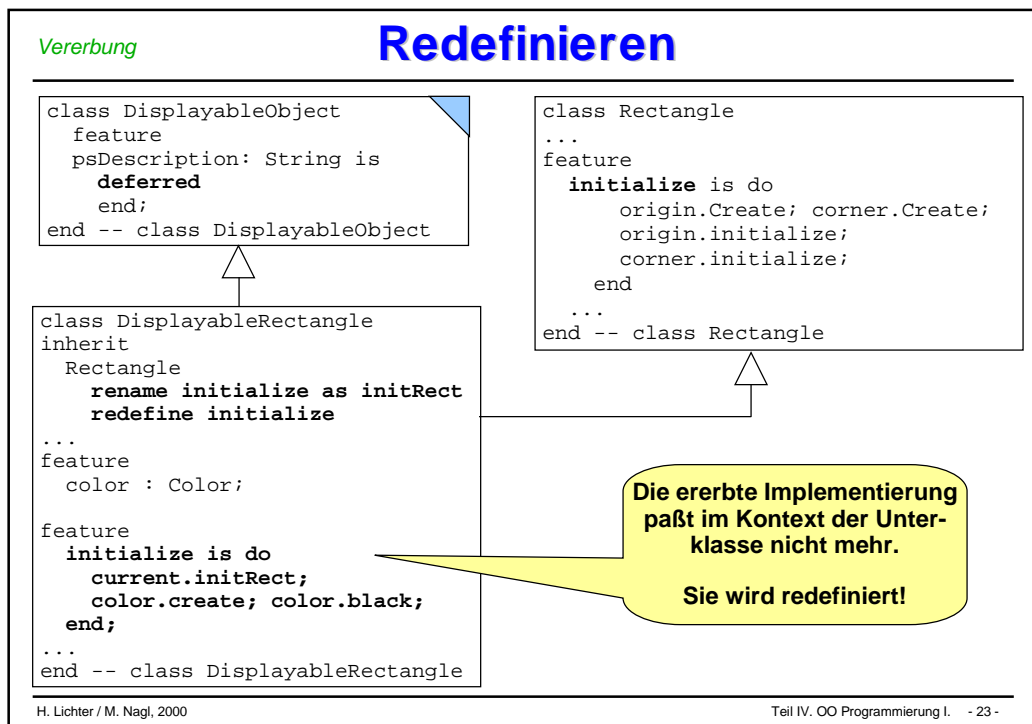 Vererbung
Redefinieren
class DisplayableObject
feature
psDescription: String is
deferred
end;
end -- class DisplayableObject
class Rectangle
...
feature
initialize is do
origin.Create; corner.Create;
origin.initialize;
corner.initialize;
end
...
end -- class Rectangle
class DisplayableRectangle
inherit
Rectangle
rename initialize as initRect
redefine initialize
...
feature
color : Color;
feature
initialize is do
current.initRect;
color.create; color.black;
end;
...
end -- class DisplayableRectangle
Die ererbte Implementierung
paßt im Kontext der Unter-
klasse nicht mehr.
Sie wird redefiniert!
H. Lichter / M. Nagl, 2000
Teil IV. OO Programmierung I. - 23 -